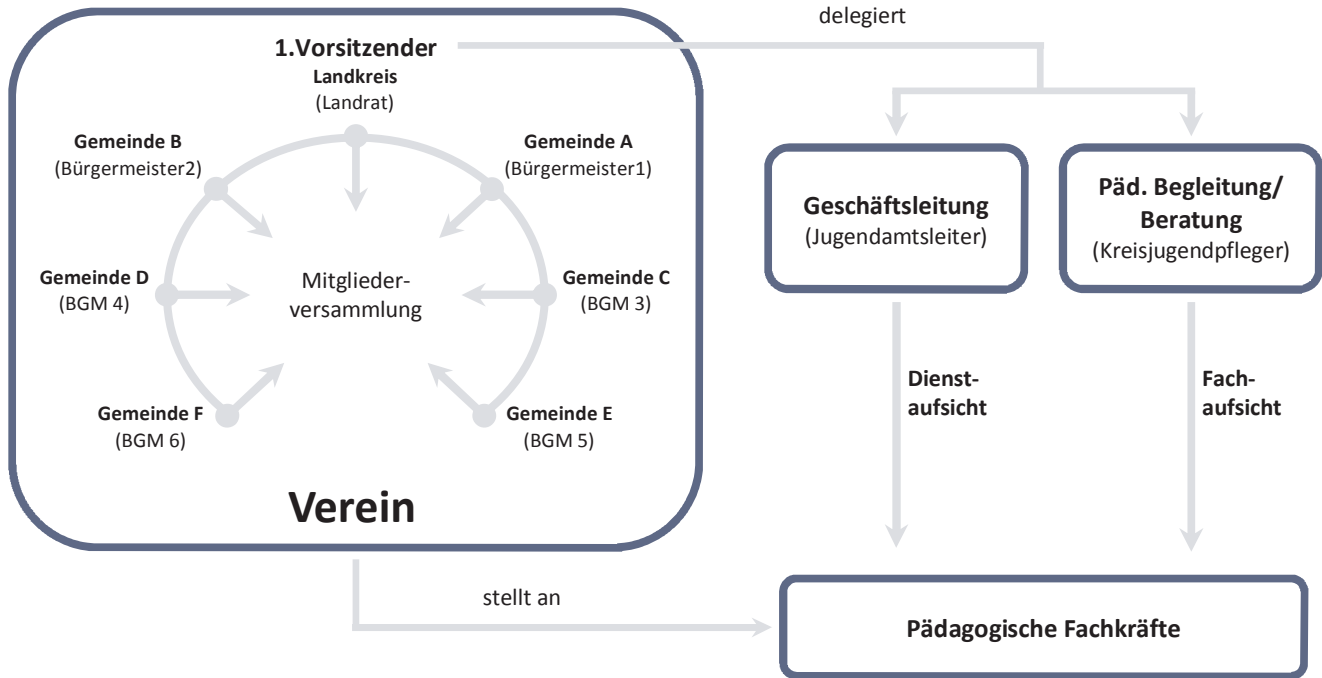 delegiert
1.Vorsitzender
Landkreis
(Landrat)
Gemeinde B
(Bürgermeister2)
Gemeinde A
(Bürgermeister1)
Gemeinde D
(BGM 4)
Mitglieder-
versammlung
Gemeinde C
(BGM 3)
Gemeinde F
(BGM 6)
Gemeinde E
(BGM 5)
Verein
Geschäftsleitung
(Jugendamtsleiter)
Päd. Begleitung/
Beratung
(Kreisjugendpfleger)
Dienst-
aufsicht
Fach-
aufsicht
stellt an
Pädagogische Fachkräfte